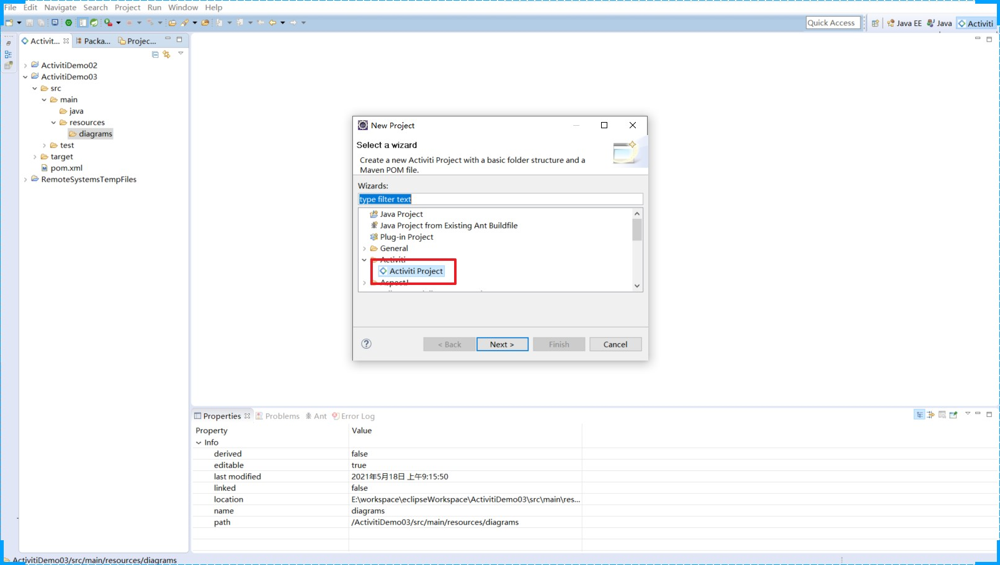 File Edit Navigate Search Project Run Window Help
Quick Access Java EE Java Activiti
Activit... Packa... Projec...
ActivitiDemo02
ActivitiDemo03
src
main
java
resources
diagrams
test
target
pom.xml
RemoteSystemsTempFiles
New Project
Select a wizard
Create a new Activiti Project with a basic folder structure and a
Maven POM file.
Wizards:
type filter text
Java Project
Java Project from Existing Ant Buildfile
Plug-in Project
General
Activiti
Activiti Project
AspectJ
< Back Next > Finish Cancel
Properties Problems Ant Error Log
Property Value
Info
derived false
editable true
last modified 2021年5月18日 上午9:15:50
linked false
location E:\workspace\eclipseWorkspace\ActivitiDemo03\src\main\res...
name diagrams
path /ActivitiDemo03/src/main/resources/diagrams
ActivitiDemo03/src/main/resources/diagrams